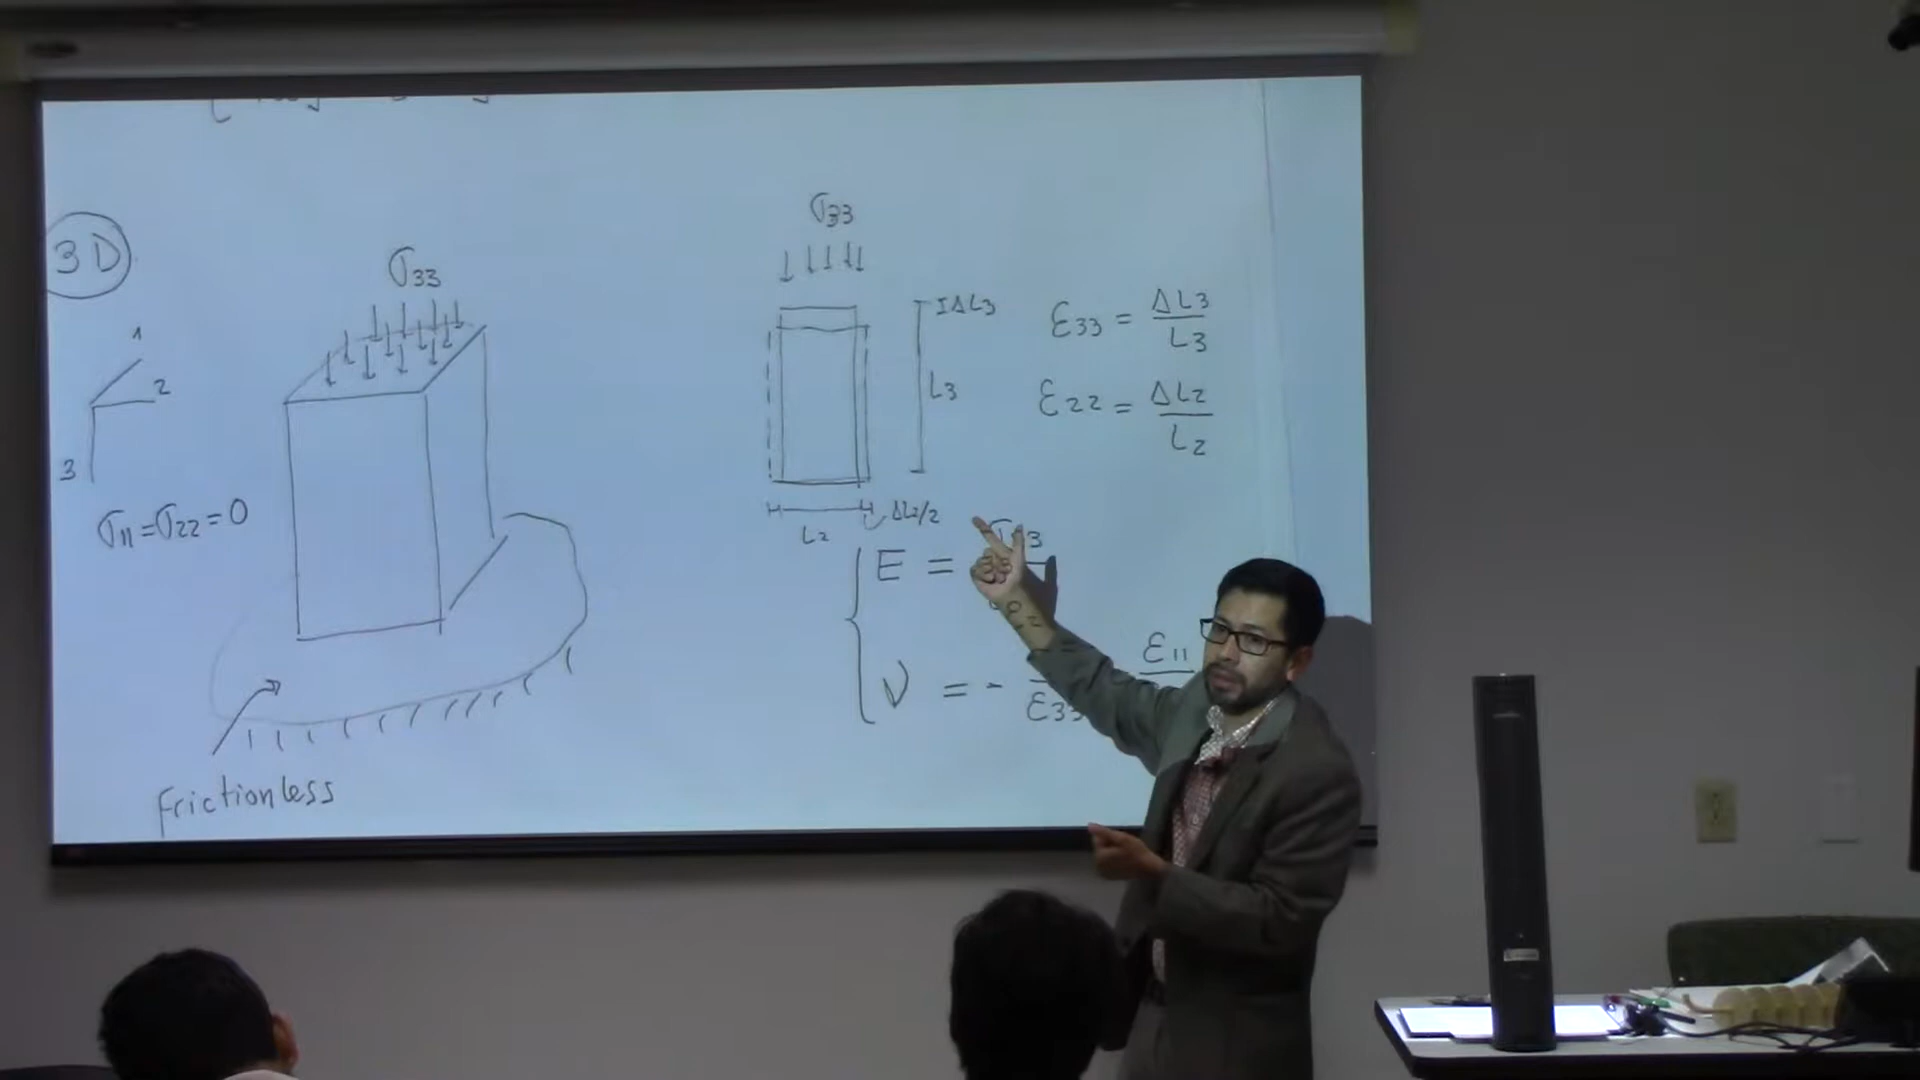 3D
1
2
3
σ11 = σ22 = 0
σ33
Frictionless
σ33
I ΔL3
L3
L2
ΔL2/2
ε33 = ΔL3 / L3
ε22 = ΔL2 / L2
E =
ν = -
ε33
ε11